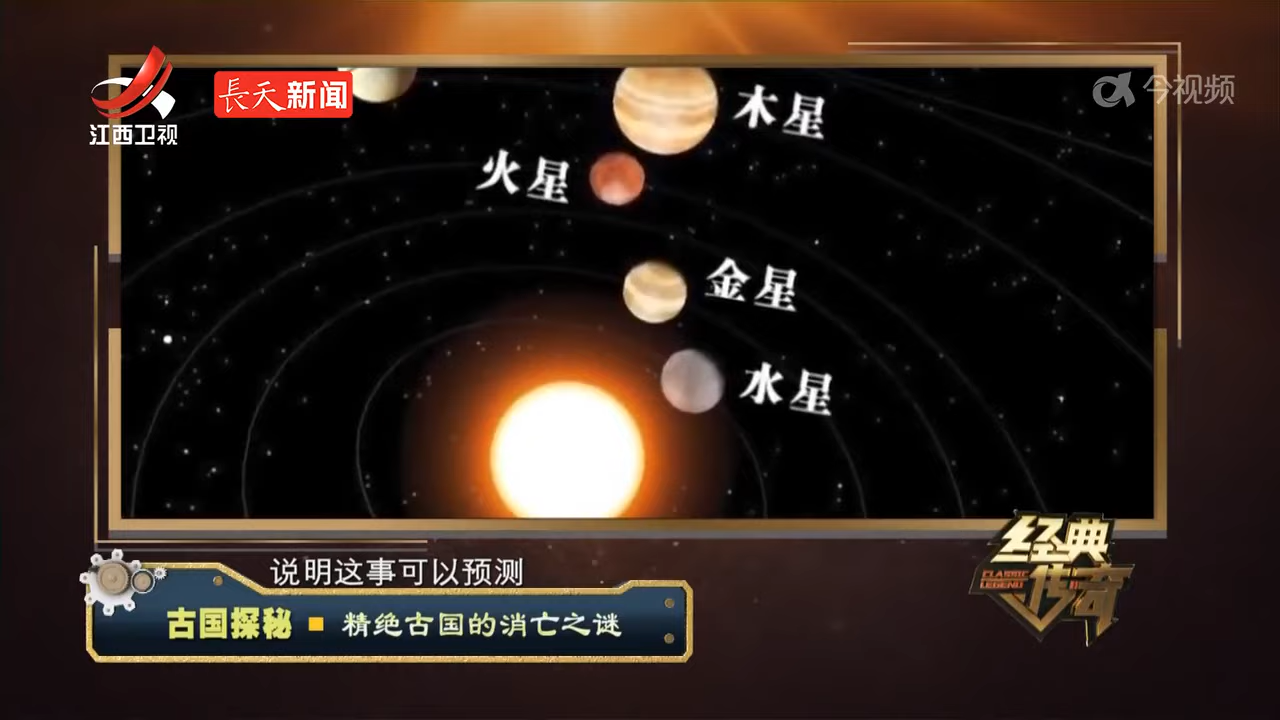 江西卫视
長天新闻
今视频
木星
火星
金星
水星
说明这事可以预测
古国探秘 精绝古国的消亡之谜
经典
CLASSIC
LEGEND
传奇